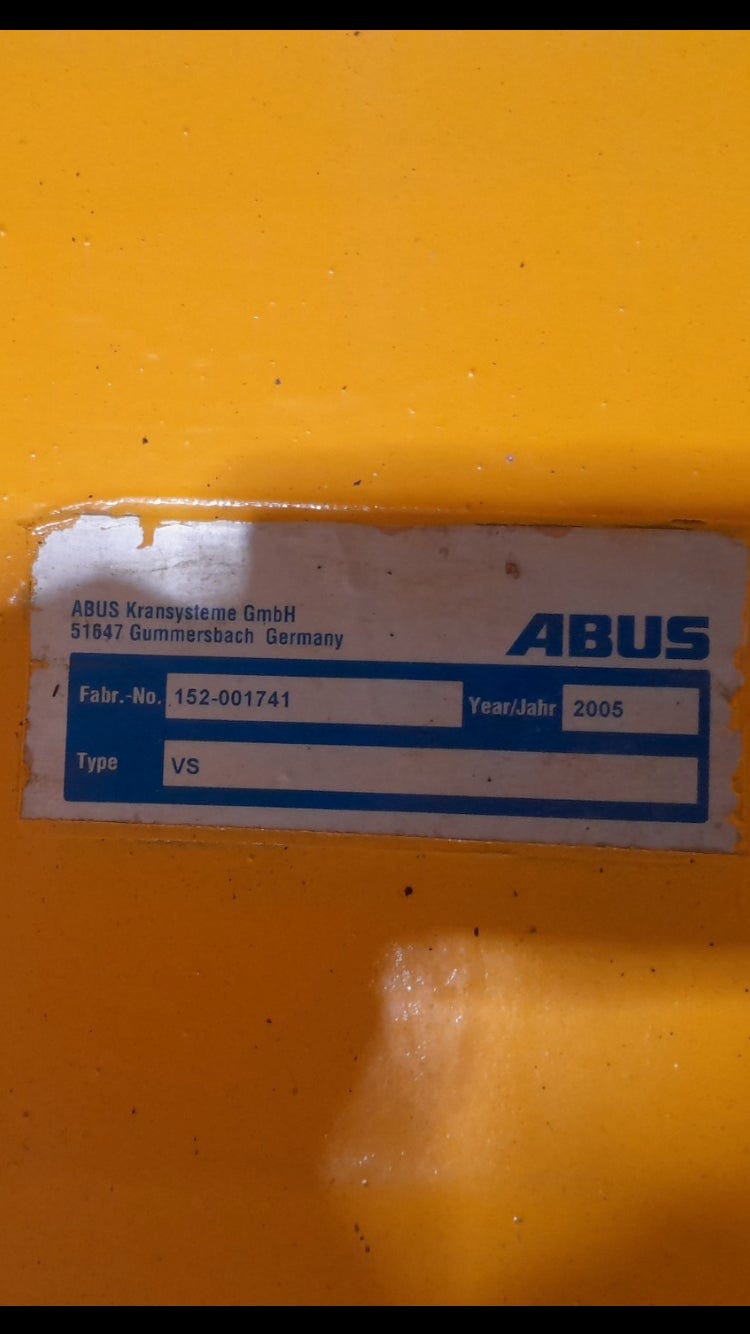 ABUS Kransysteme GmbH
51647 Gummersbach Germany
ABUS
Fabr.-No. 152-001741 Year/Jahr 2005
Type VS